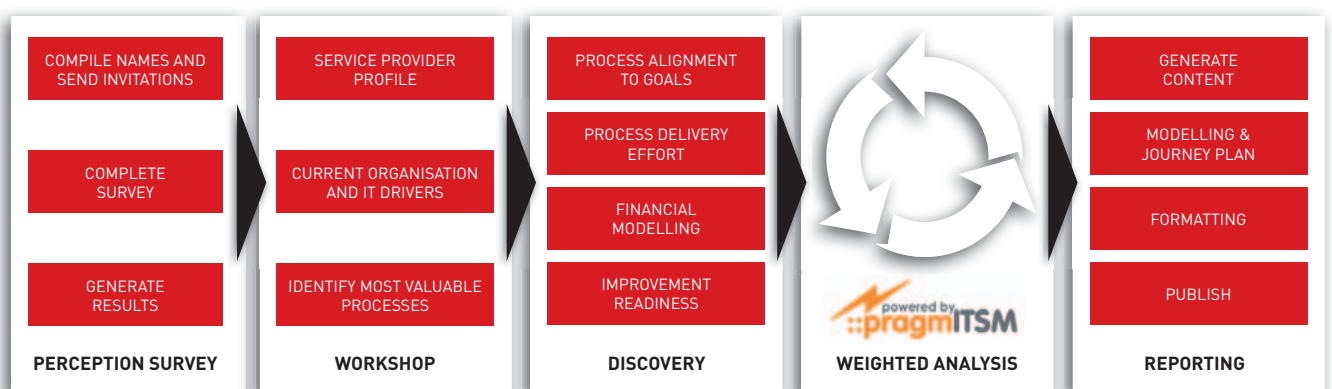 COMPILE NAMES AND
SEND INVITATIONS
COMPLETE
SURVEY
GENERATE
RESULTS
PERCEPTION SURVEY
SERVICE PROVIDER
PROFILE
CURRENT ORGANISATION
AND IT DRIVERS
IDENTIFY MOST VALUABLE
PROCESSES
WORKSHOP
PROCESS ALIGNMENT
TO GOALS
PROCESS DELIVERY
EFFORT
FINANCIAL
MODELLING
IMPROVEMENT
READINESS
DISCOVERY
powered by
::pragmITSM
WEIGHTED ANALYSIS
GENERATE
CONTENT
MODELLING &
JOURNEY PLAN
FORMATTING
PUBLISH
REPORTING